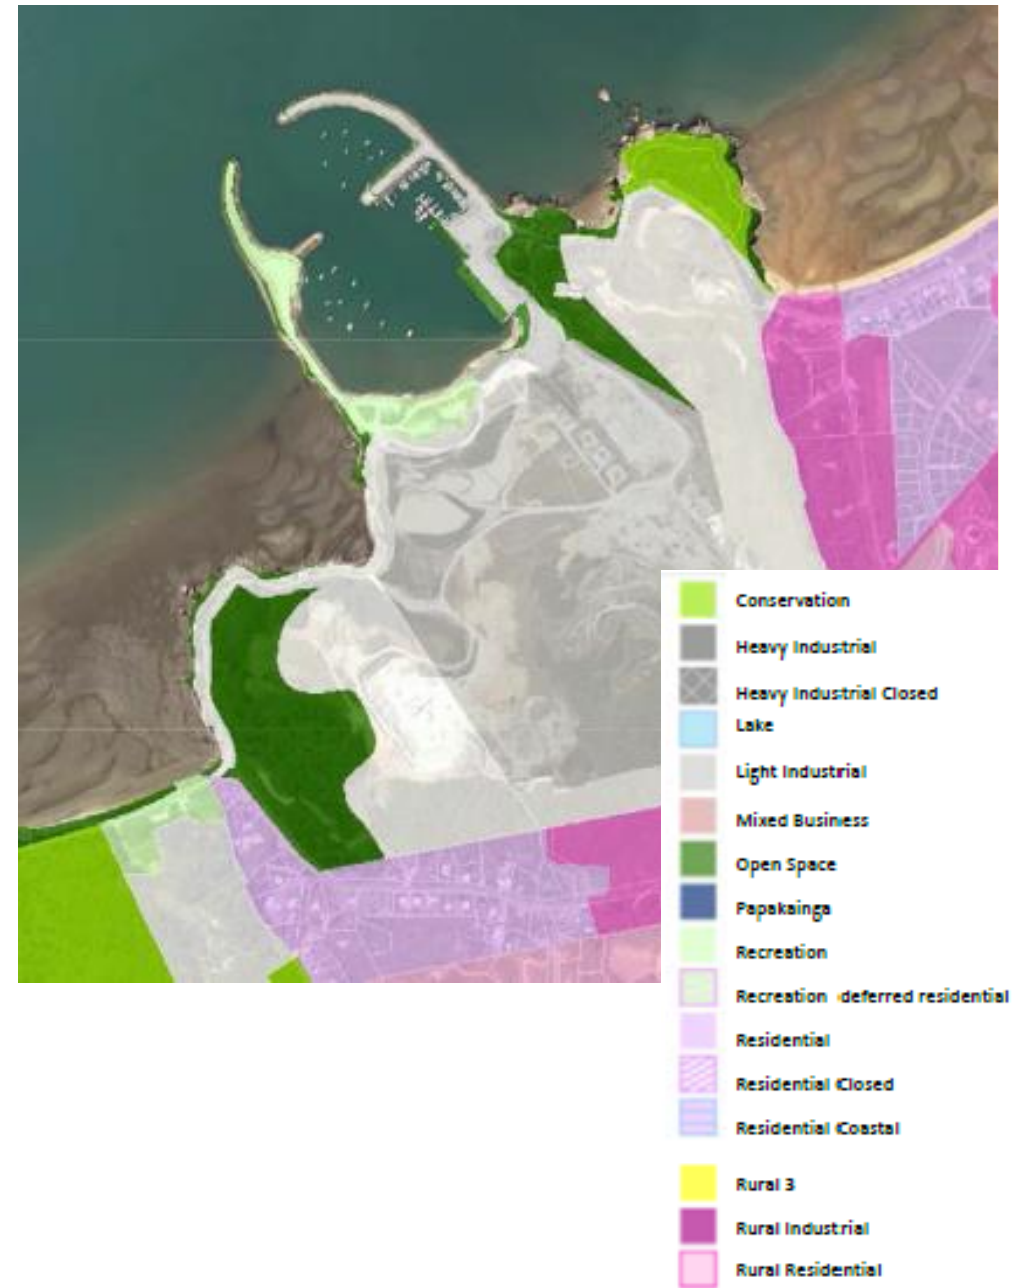 Conservation
Heavy Industrial
Heavy Industrial Closed
Lake
Light Industrial
Mixed Business
Open Space
Papakainga
Recreation
Recreation -deferred residential
Residential
Residential Closed
Residential Coastal
Rural 3
Rural Industrial
Rural Residential